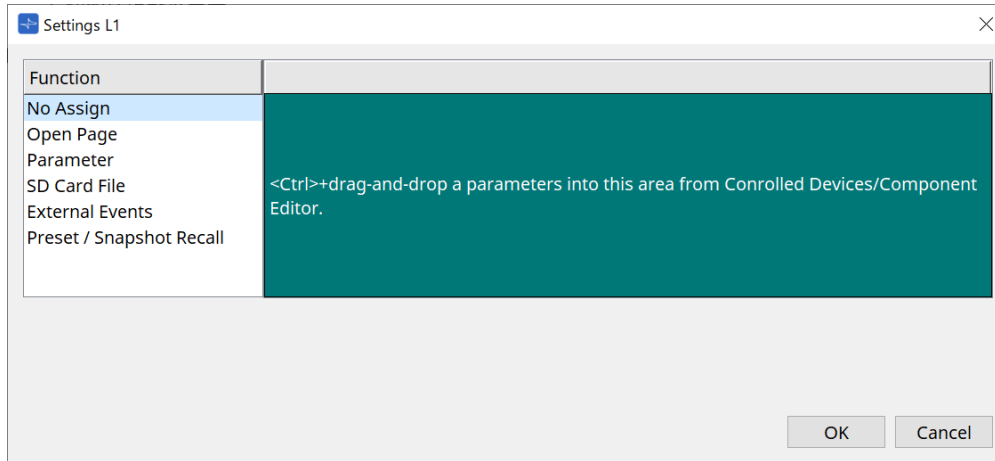 Settings L1
Function
No Assign
Open Page
Parameter
SD Card File
External Events
Preset / Snapshot Recall
<Ctrl>+drag-and-drop a parameters into this area from Conrolled Devices/Component
Editor.
OK
Cancel